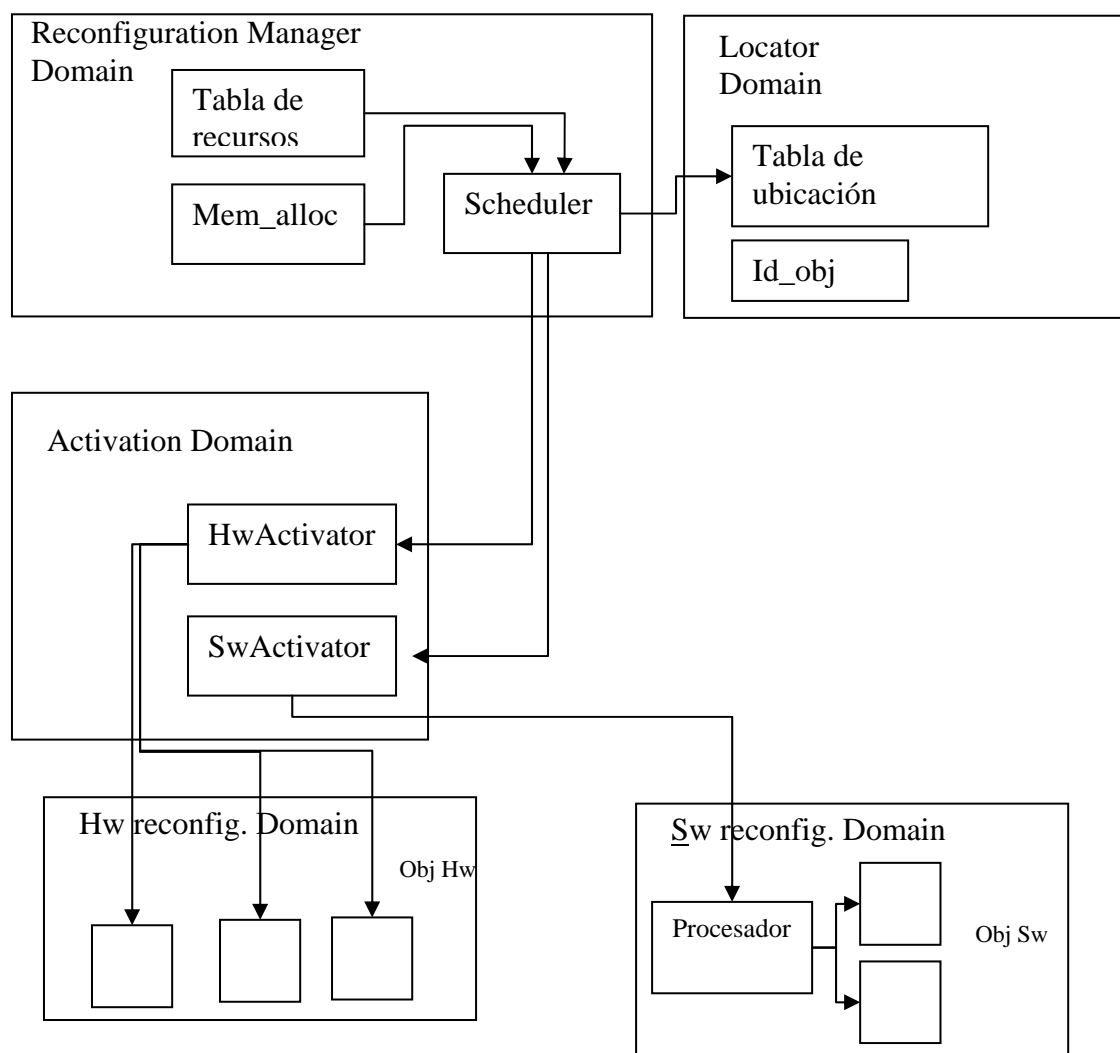 Reconfiguration Manager
Domain
Tabla de
recursos
Mem_alloc
Scheduler
Locator
Domain
Tabla de
ubicación
Id_obj
Activation Domain
HwActivator
SwActivator
Hw reconfig. Domain
Obj Hw
Sw reconfig. Domain
Procesador
Obj Sw